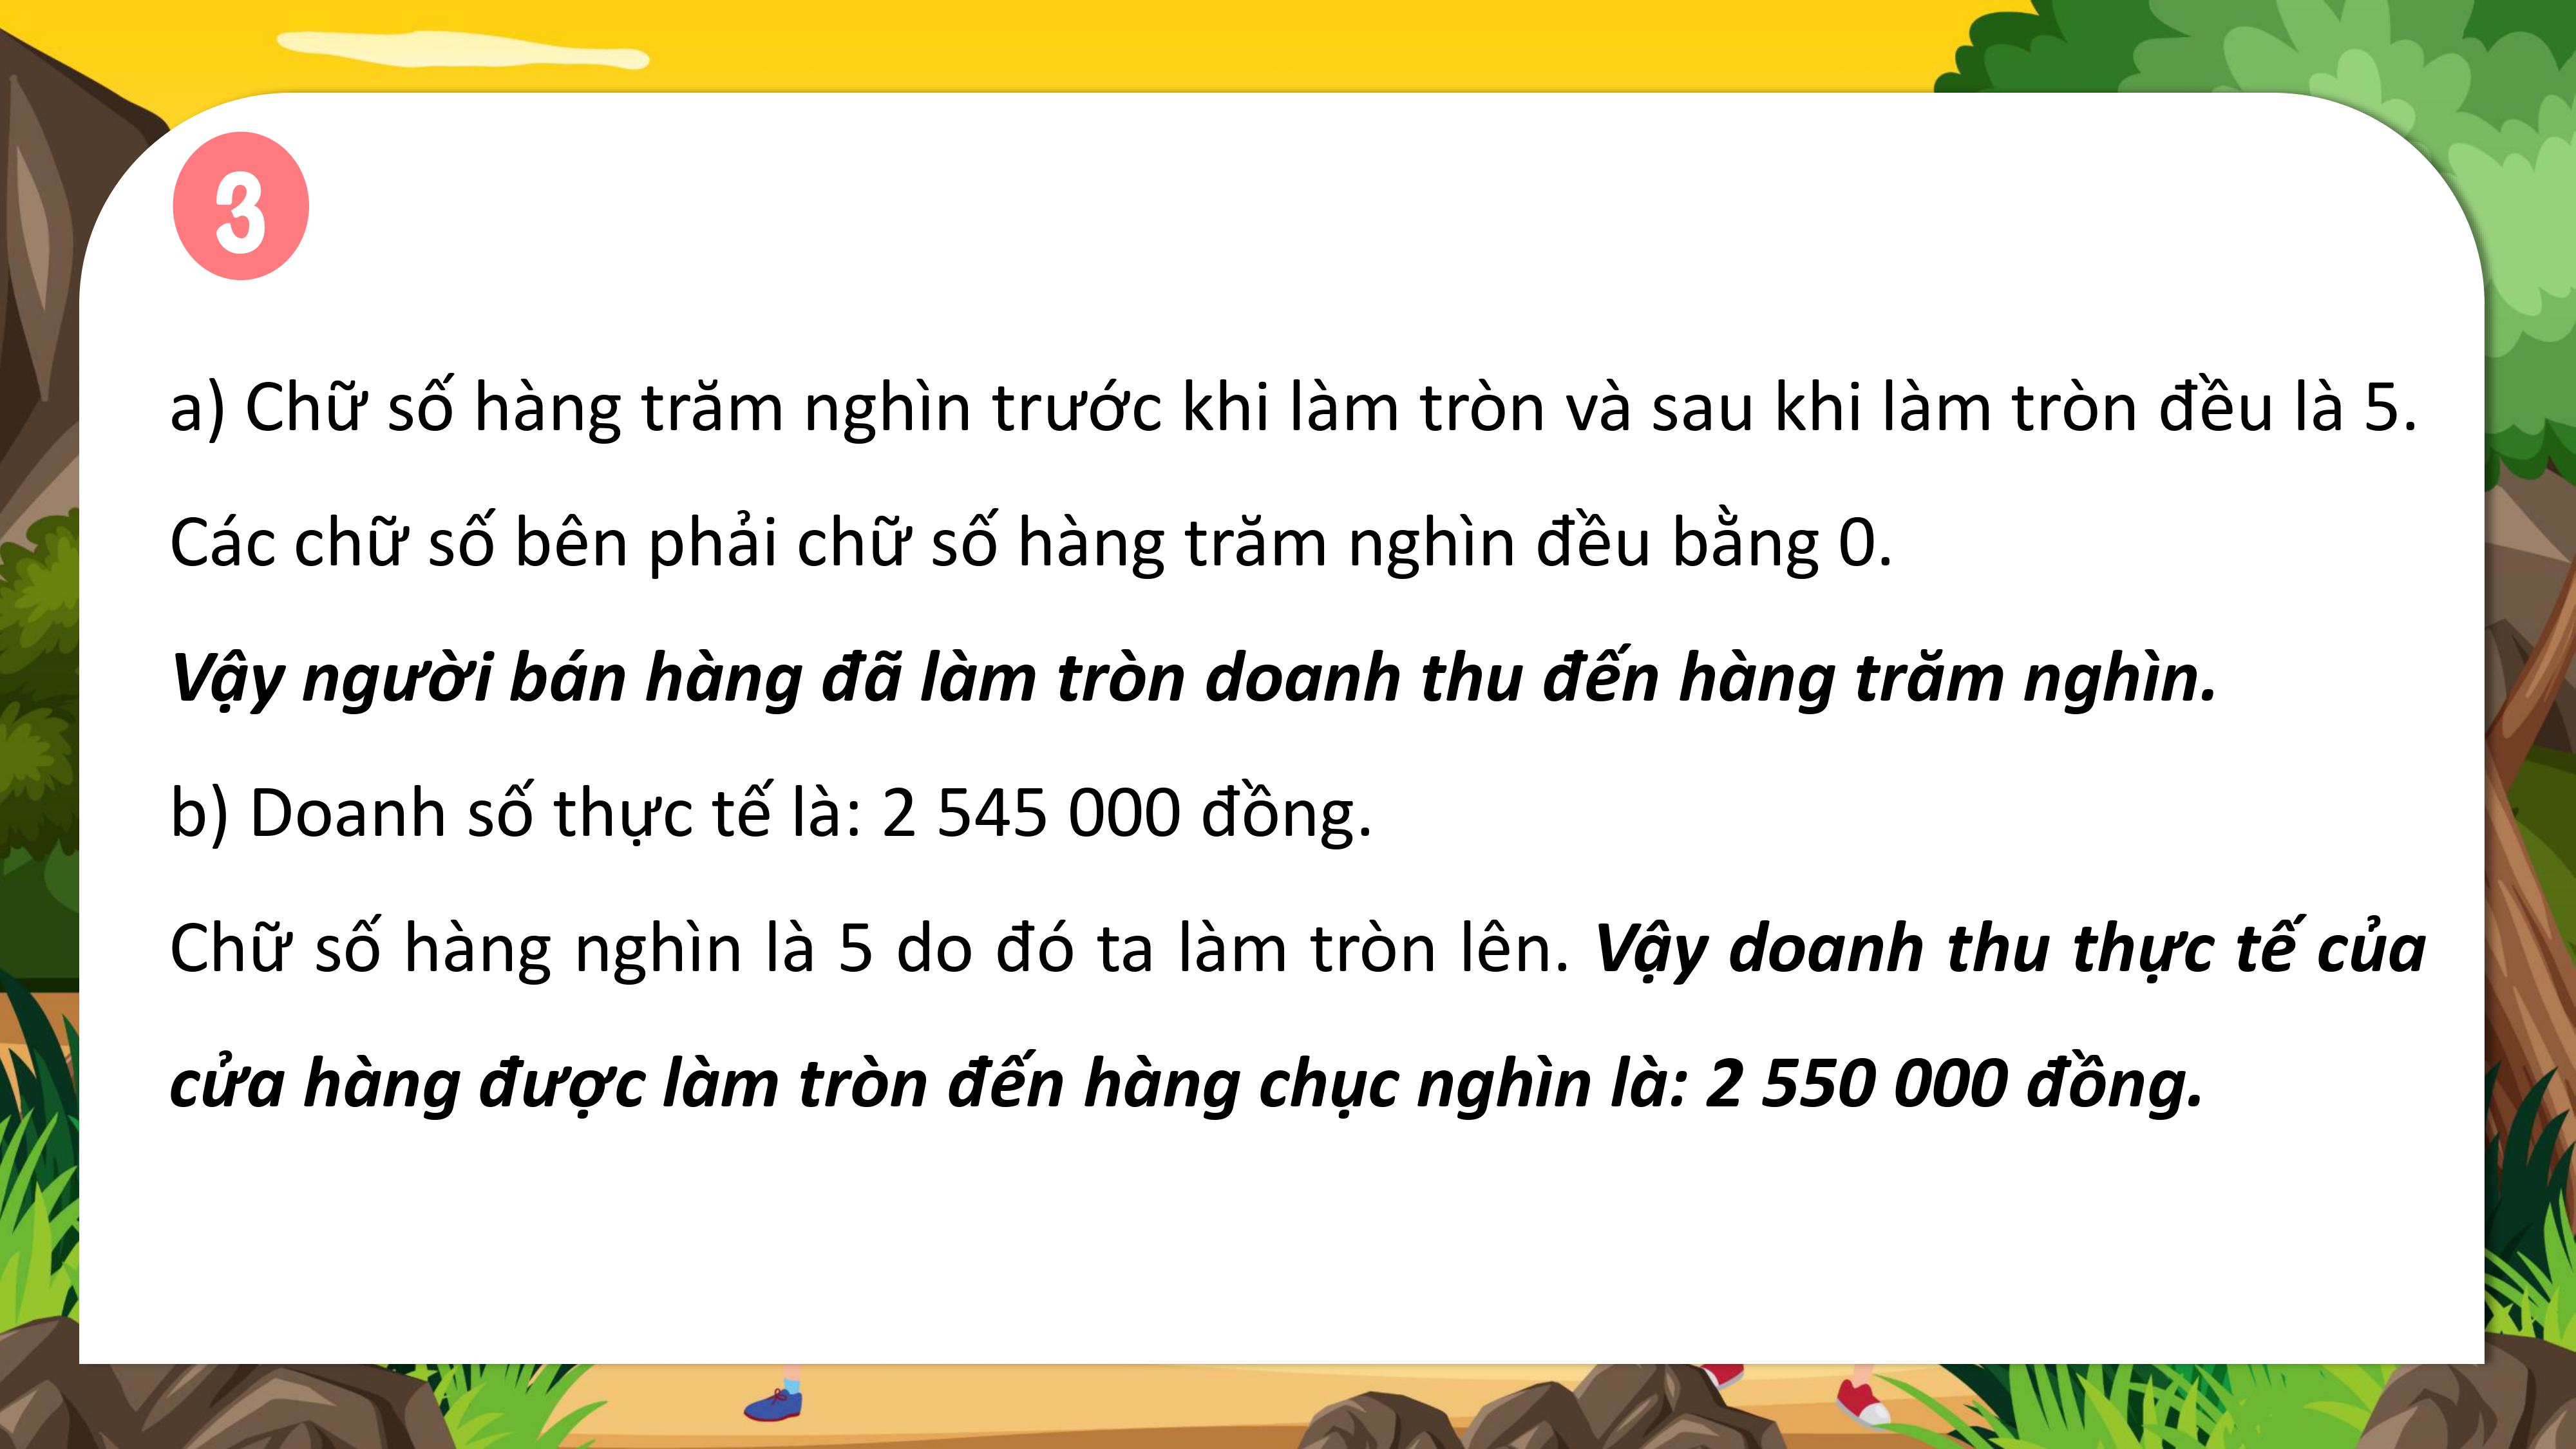 3
a) Chữ số hàng trăm nghìn trước khi làm tròn và sau khi làm tròn đều là 5.
Các chữ số bên phải chữ số hàng trăm nghìn đều bằng 0.
Vậy người bán hàng đã làm tròn doanh thu đến hàng trăm nghìn.
b) Doanh số thực tế là: 2 545 000 đồng.
Chữ số hàng nghìn là 5 do đó ta làm tròn lên. Vậy doanh thu thực tế của
cửa hàng được làm tròn đến hàng chục nghìn là: 2 550 000 đồng.